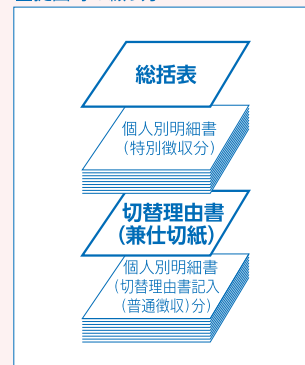 総括表
個人別明細書
(特別徴収分)
切替理由書
(兼仕切紙)
個人別明細書
(切替理由書記入
(普通徴収)分)